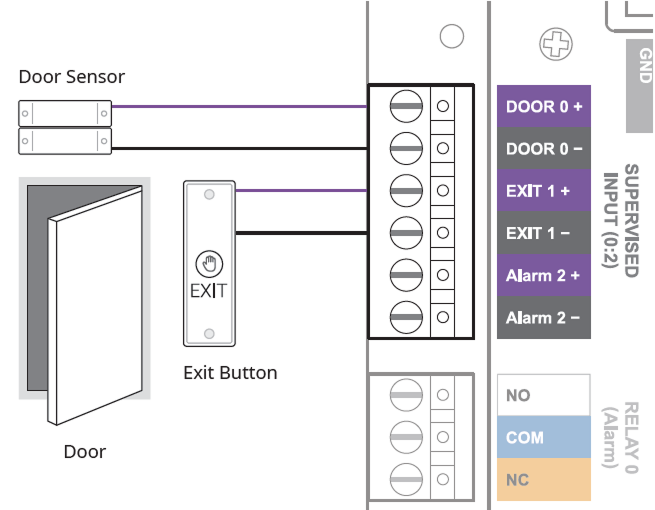 GND
Door Sensor
DOOR 0 +
DOOR 0 −
EXIT 1 +
EXIT 1 −
Alarm 2 +
Alarm 2 −
SUPERVISED
INPUT (0:2)
EXIT
Exit Button
Door
NO
COM
NC
RELAY 0
(Alarm)